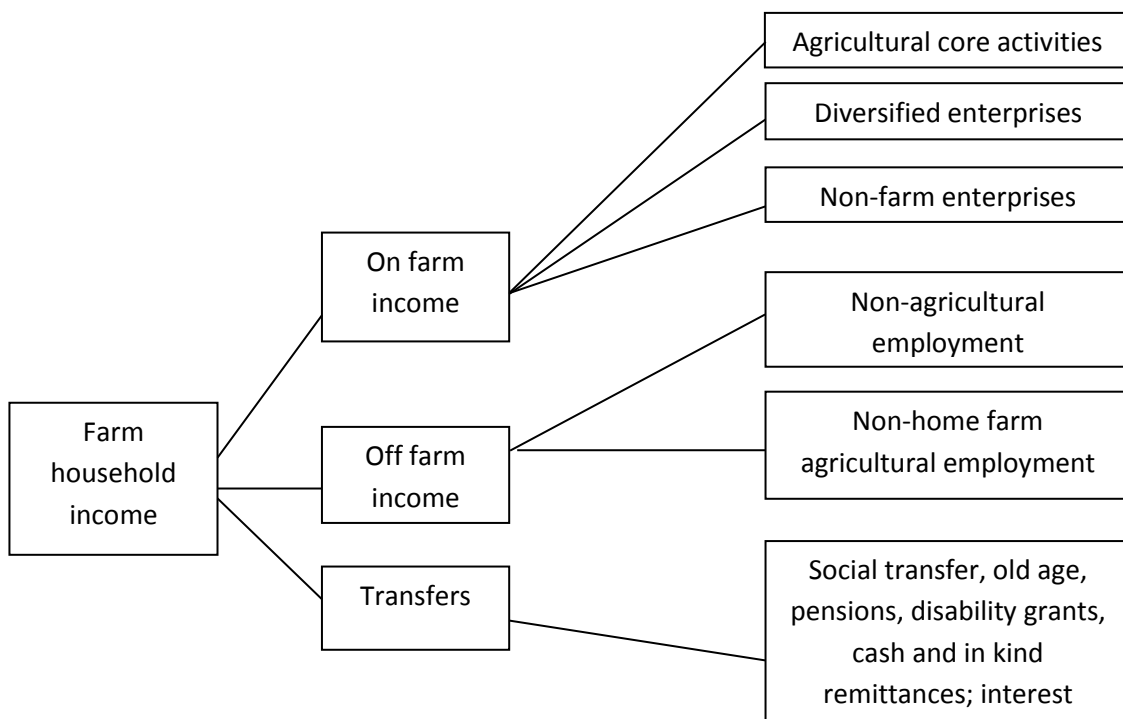 Agricultural core activities
Diversified enterprises
Non-farm enterprises
On farm
income
Non-agricultural
employment
Farm
household
income
Off farm
income
Non-home farm
agricultural employment
Transfers
Social transfer, old age,
pensions, disability grants,
cash and in kind
remittances; interest